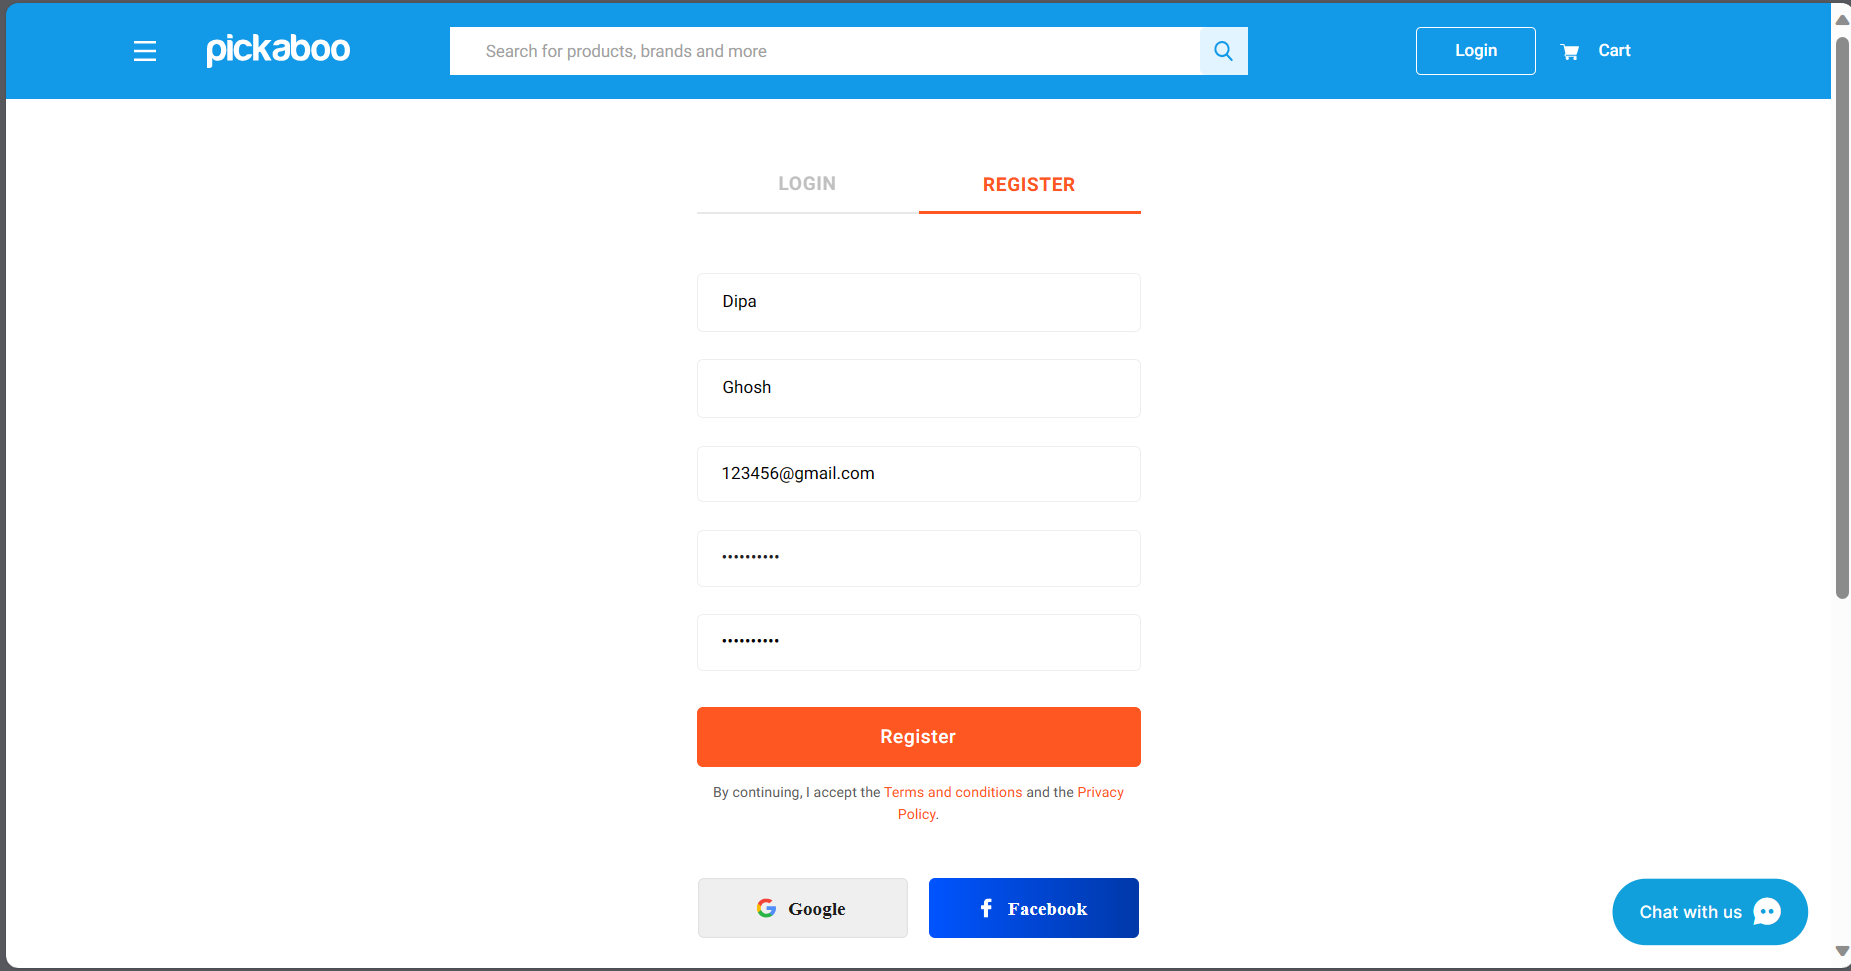 pickaboo
Search for products, brands and more
Login
Cart
LOGIN
REGISTER
Dipa
Ghosh
123456@gmail.com
••••••••••
••••••••••
Register
By continuing, I accept the Terms and conditions and the Privacy
Policy.
Google
Facebook
Chat with us